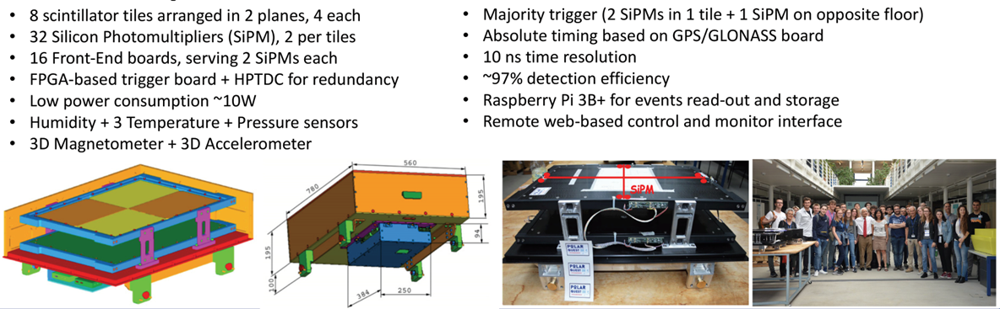 • 8 scintillator tiles arranged in 2 planes, 4 each
• 32 Silicon Photomultipliers (SiPM), 2 per tiles
• 16 Front-End boards, serving 2 SiPMs each
• FPGA-based trigger board + HPTDC for redundancy
• Low power consumption ~10W
• Humidity + 3 Temperature + Pressure sensors
• 3D Magnetometer + 3D Accelerometer
• Majority trigger (2 SiPMs in 1 tile + 1 SiPM on opposite floor)
• Absolute timing based on GPS/GLONASS board
• 10 ns time resolution
• ~97% detection efficiency
• Raspberry Pi 3B+ for events read-out and storage
• Remote web-based control and monitor interface
560
780
195
94
195
100
384
250
SiPM
POLAR
QUEST
POLAR
QUEST
POLAR
QUEST